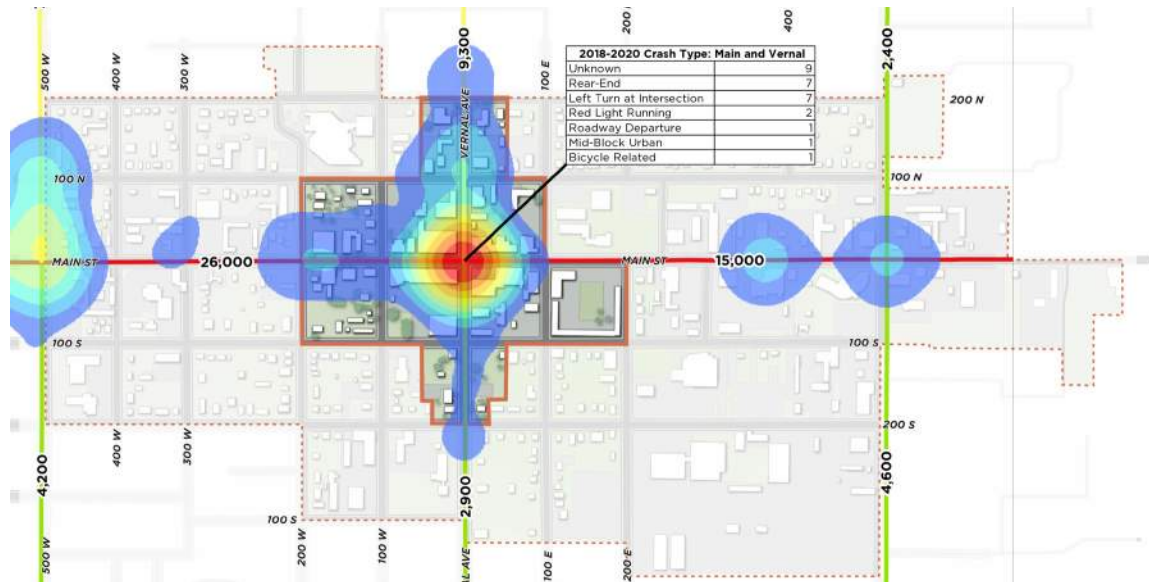 500 W
400 W
300 W
9,300
VERNAL AVE
100 E
200 E
400
2,400
2018-2020 Crash Type: Main and Vernal
Unknown 9
Rear-End 7
Left Turn at Intersection 7
Red Light Running 2
Roadway Departure 1
Mid-Block Urban 1
Bicycle Related 1
200 N
100 N
100 N
MAIN ST
26,000
MAIN ST
15,000
100 S
100 S
200 S
400 W
300 W
4,200
2,900
4,600
100 S
500 W
200 W
100 W
AL AVE
100 E
200 E